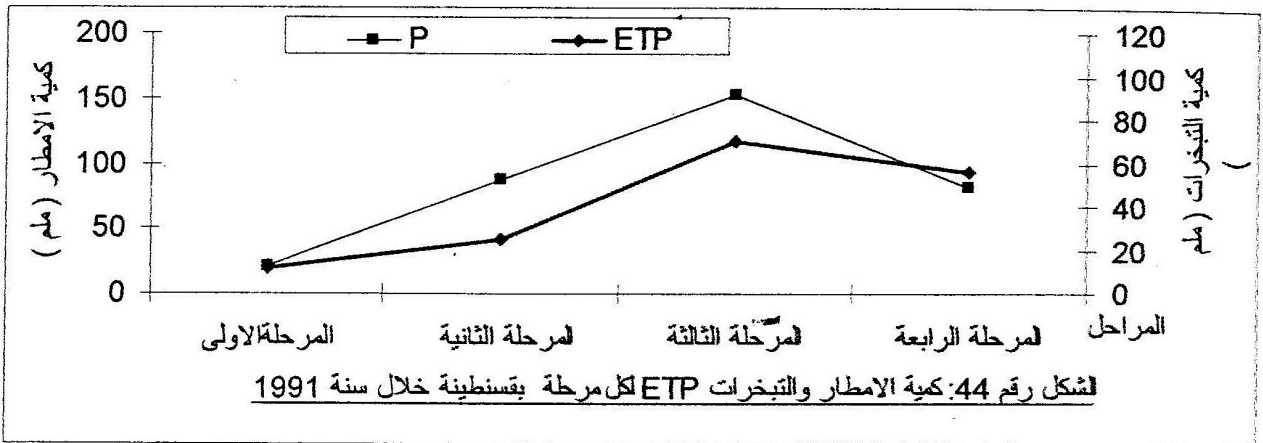 P ETP
كمية الامطار ( ملم )
200
150
100
50
0
120
100
80
60
40
20
0
كمية التبخرات ( ملم
)
المرحلةالاولى
المرحلة الثانية
المرحلة الثالثة
المرحلة الرابعة
المراحل
الشكل رقم 44: كمية الامطار والتبخرات ETP لكل مرحلة بقسنطينة خلال سنة 1991